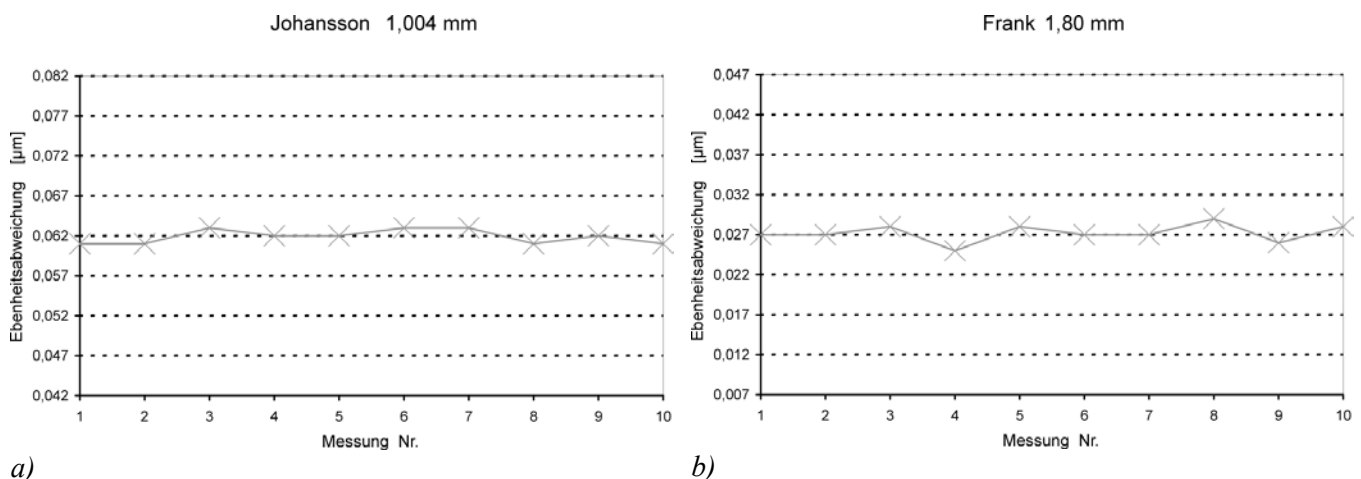 Johansson 1,004 mm
Ebenheitsabweichung [µm]
0,082
0,077
0,072
0,067
0,062
0,057
0,052
0,047
0,042
1 2 3 4 5 6 7 8 9 10
Messung Nr.
a)
Frank 1,80 mm
Ebenheitsabweichung [µm]
0,047
0,042
0,037
0,032
0,027
0,022
0,017
0,012
0,007
1 2 3 4 5 6 7 8 9 10
Messung Nr.
b)